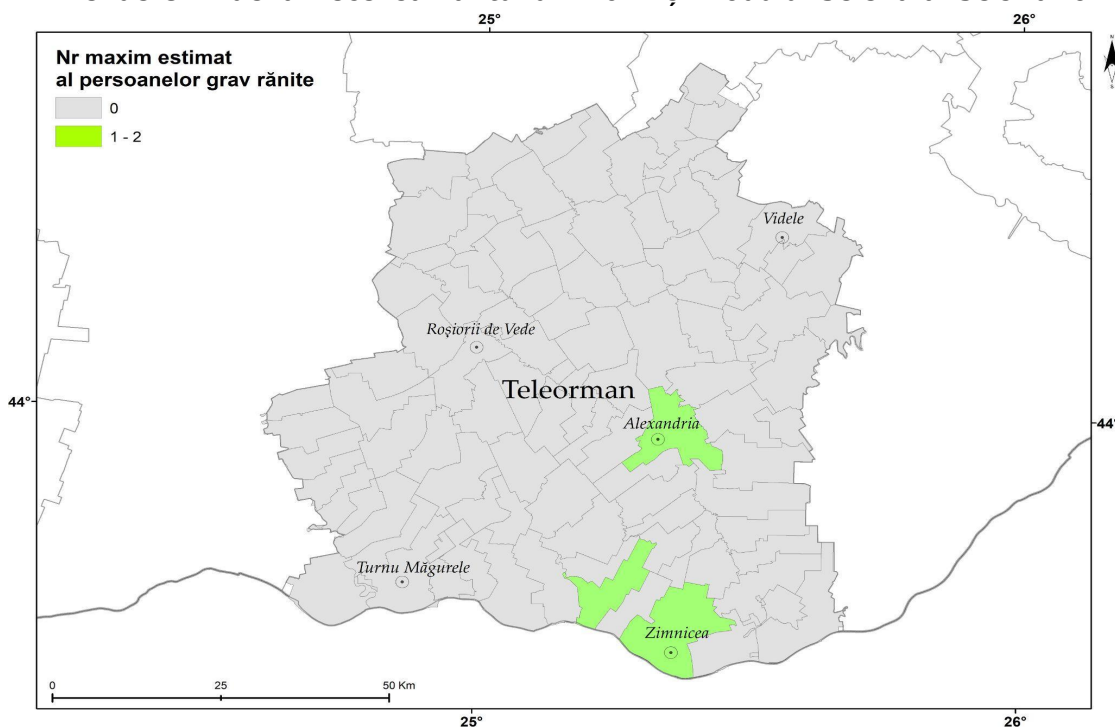 25°
26°
Nr maxim estimat
al persoanelor grav rănite
0
1 - 2
N
Videle
Roșiorii de Vede
Teleorman
44°
Alexandria
44°
Turnu Măgurele
Zimnicea
0 25 50 Km
25°
26°